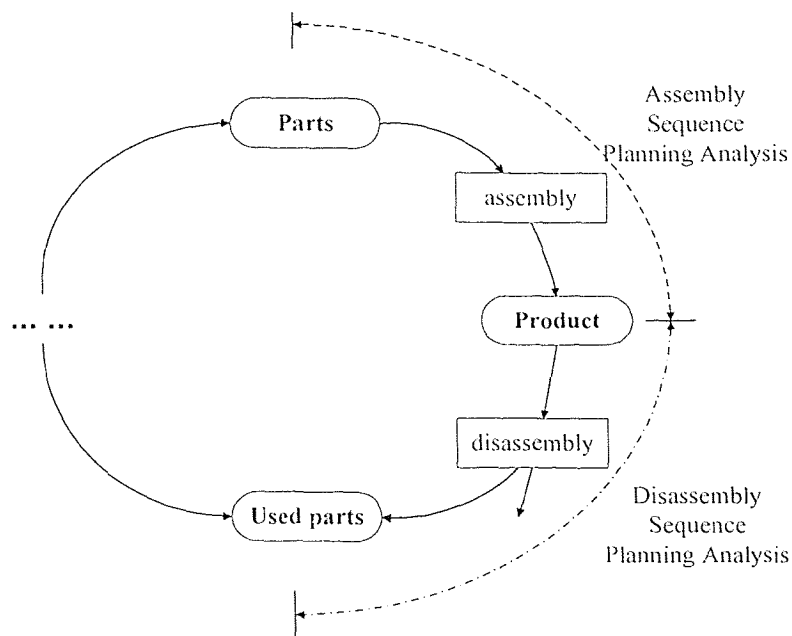 Parts
Assembly
Sequence
Planning Analysis
assembly
... ...
Product
disassembly
Used parts
Disassembly
Sequence
Planning Analysis